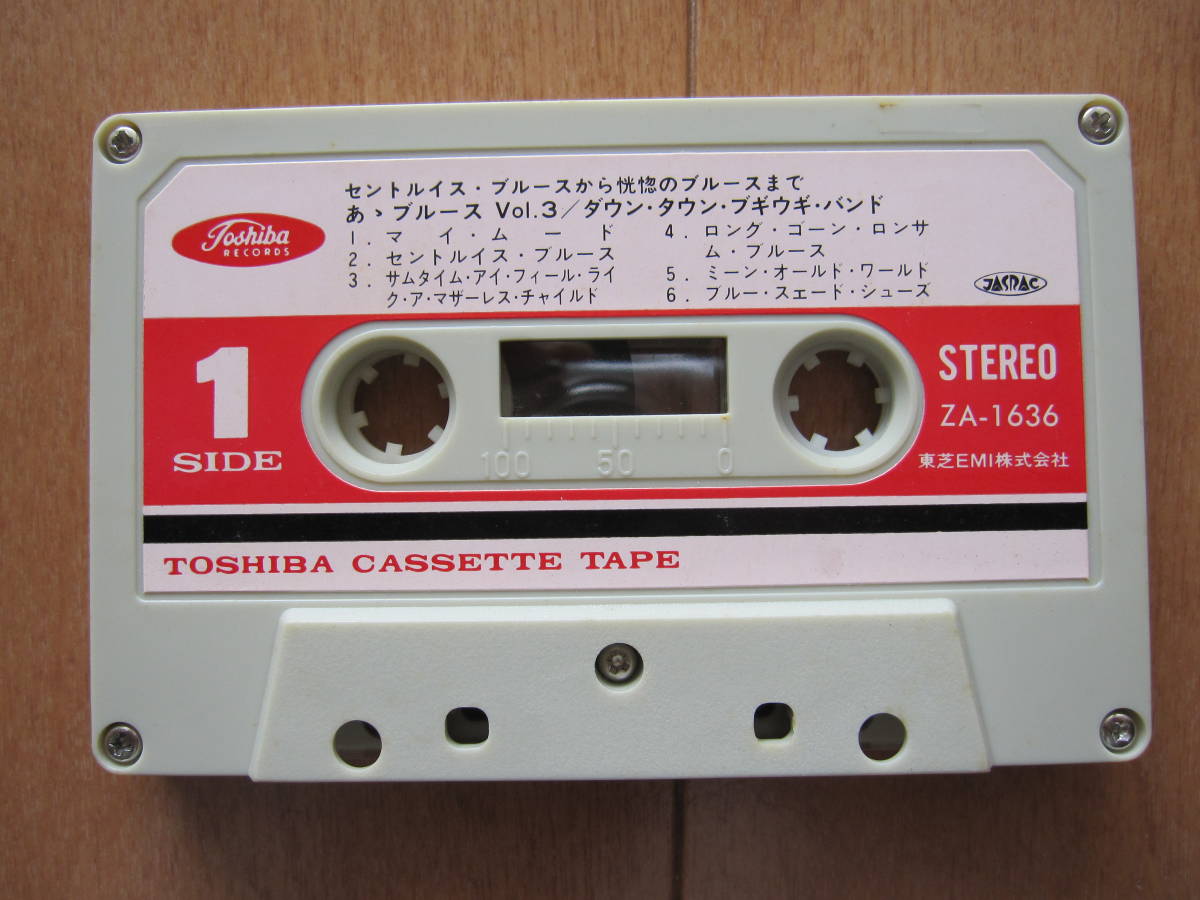 セントルイス・ブルースから恍惚のブルースまで
あゝブルース Vol.3/ダウン・タウン・ブギウギ・バンド
Toshiba
RECORDS
1. マイ・ムード
2. セントルイス・ブルース
3. サムタイム・アイ・フィール・ライ
ク・ア・マザーレス・チャイルド
4. ロング・ゴーン・ロンサ
ム・ブルース
5. ミーン・オールド・ワールド
6. ブルー・スエード・シューズ
JASRAC
1
SIDE
100 50 0
STEREO
ZA-1636
東芝EMI株式会社
TOSHIBA CASSETTE TAPE